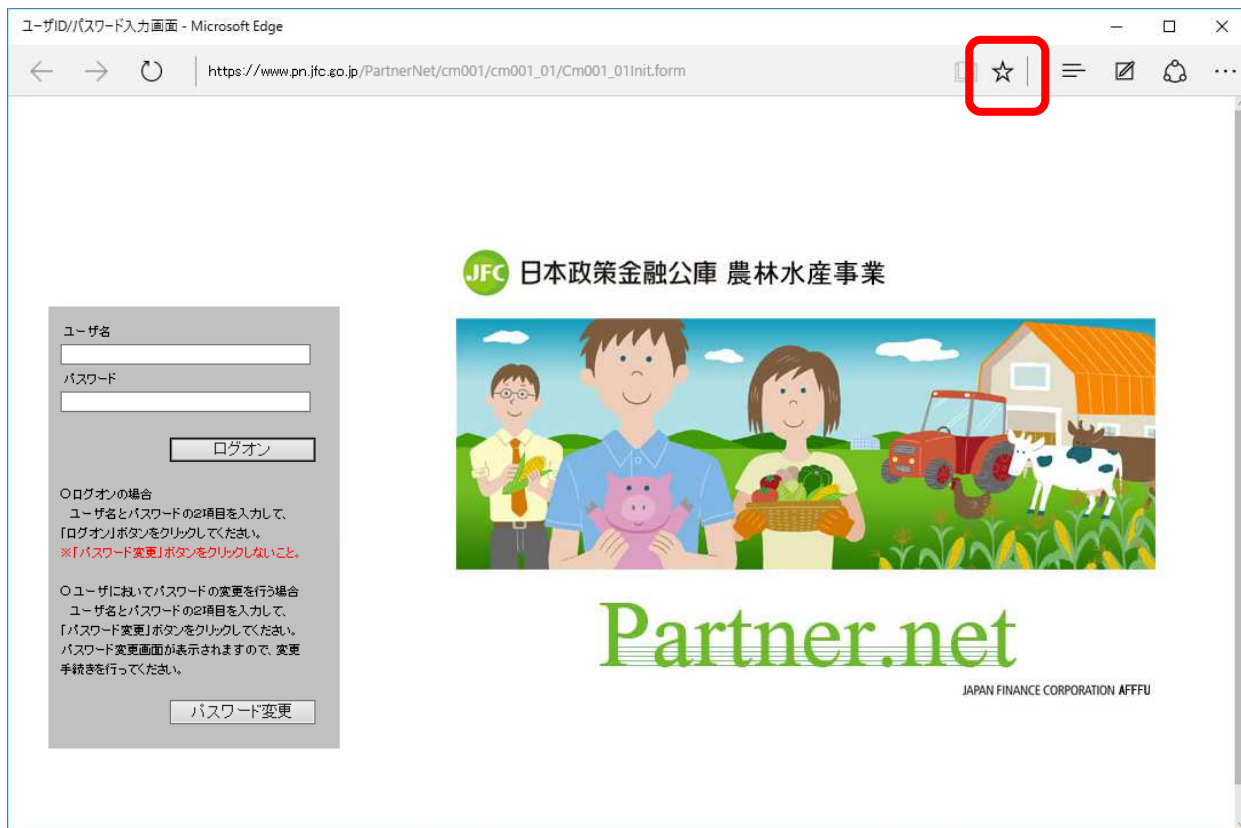 ユーザID/パスワード入力画面 - Microsoft Edge
https://www.pn.jfc.go.jp/PartnerNet/cm001/cm001_01/Cm001_01Init.form
JFC 日本政策金融公庫 農林水産事業
ユーザ名
パスワード
ログオン
○ログオンの場合
ユーザ名とパスワードの2項目を入力して、
「ログオン」ボタンをクリックしてください。
※「パスワード変更」ボタンをクリックしないこと。
○ユーザにおいてパスワードの変更を行う場合
ユーザ名とパスワードの2項目を入力して、
「パスワード変更」ボタンをクリックしてください。
パスワード変更画面が表示されますので、変更
手続きを行ってください。
パスワード変更
Partner.net
JAPAN FINANCE CORPORATION AFFFU